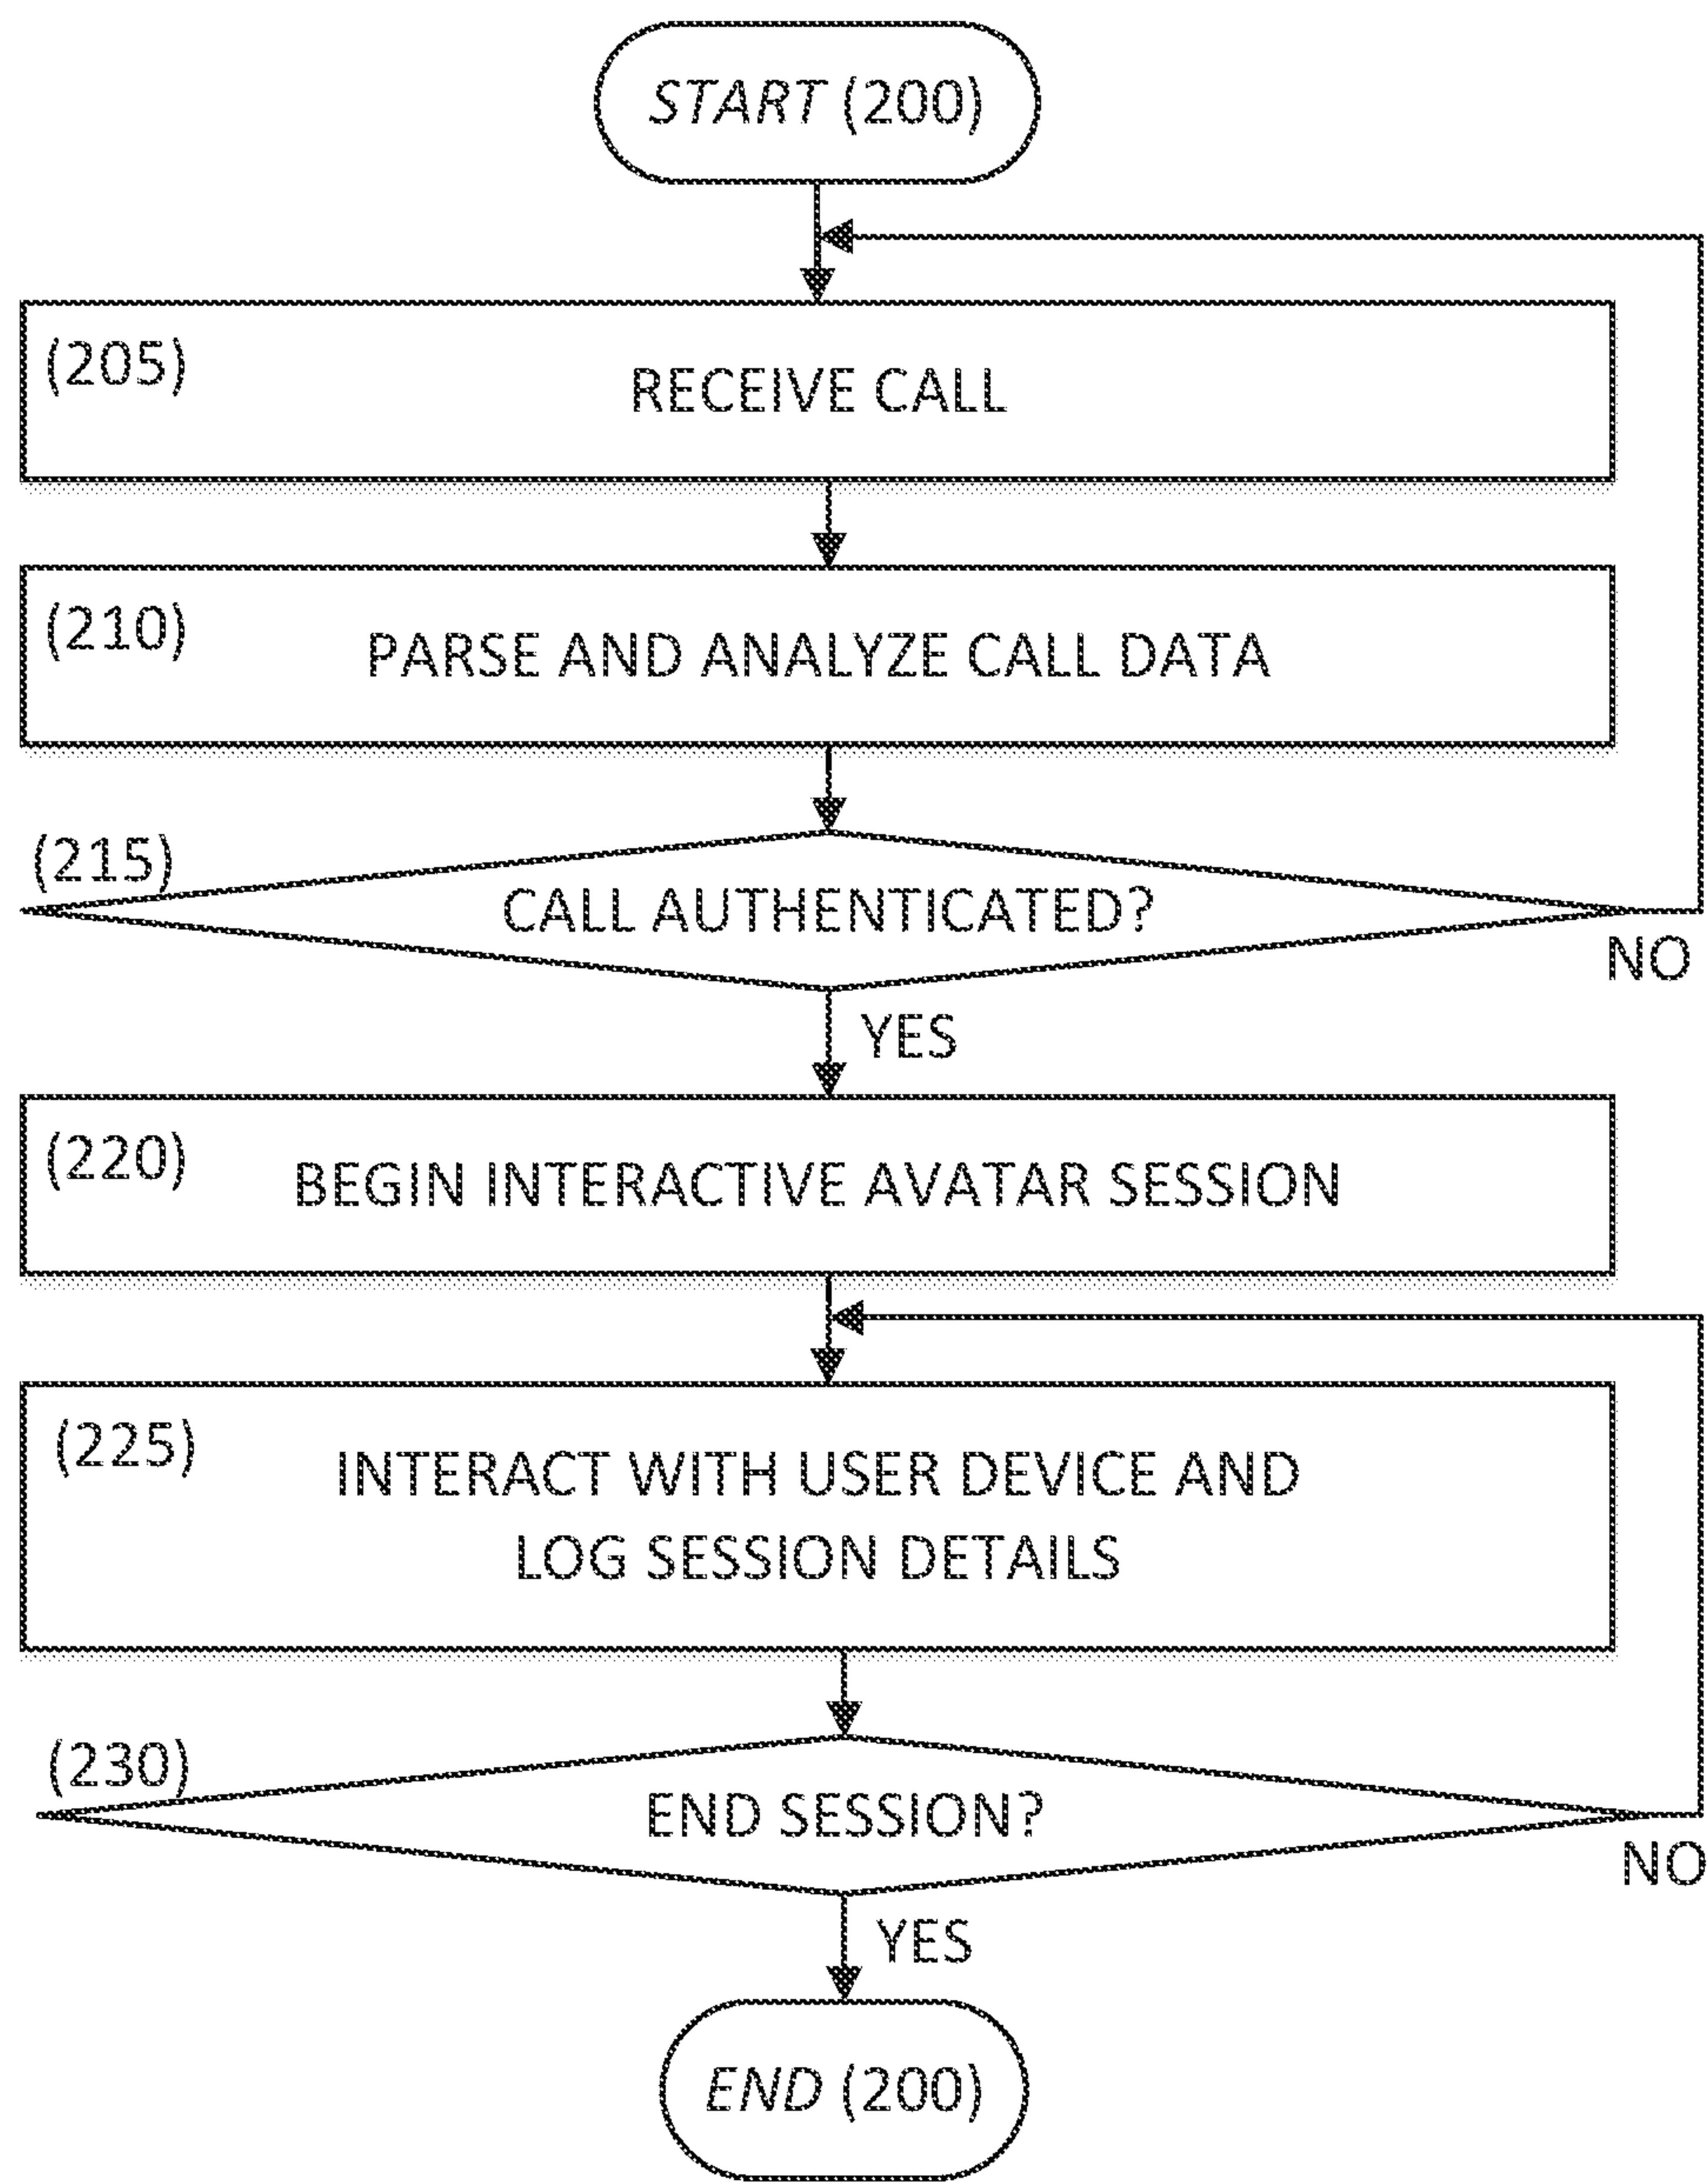 START (200)
(205)
RECEIVE CALL
(210)
PARSE AND ANALYZE CALL DATA
(215)
CALL AUTHENTICATED?
NO
YES
(220)
BEGIN INTERACTIVE AVATAR SESSION
(225)
INTERACT WITH USER DEVICE AND
LOG SESSION DETAILS
(230)
END SESSION?
NO
YES
END (200)